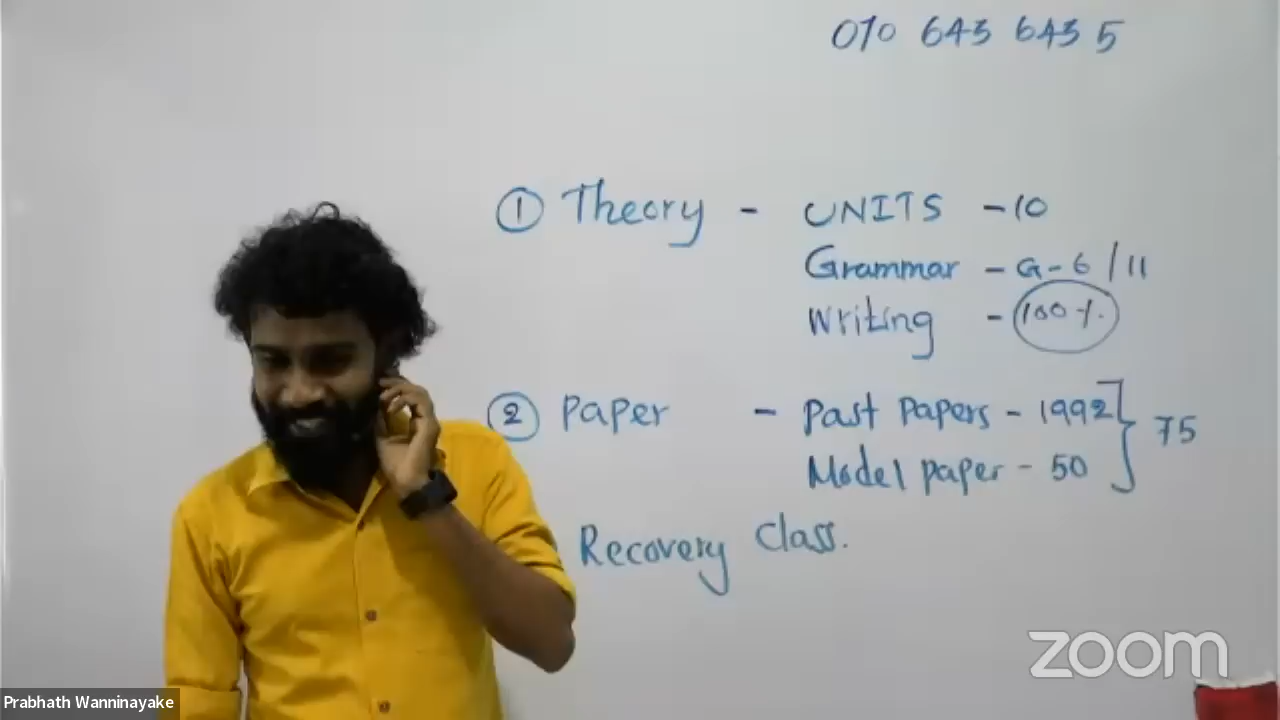 070 643 643 5
① Theory - UNITS - 10
Grammar - G-6/11
Writing - 100%.
② Paper - Past Papers - 1992
Model paper - 50
75
Recovery Class.
zoom
Prabhath Wanninayake